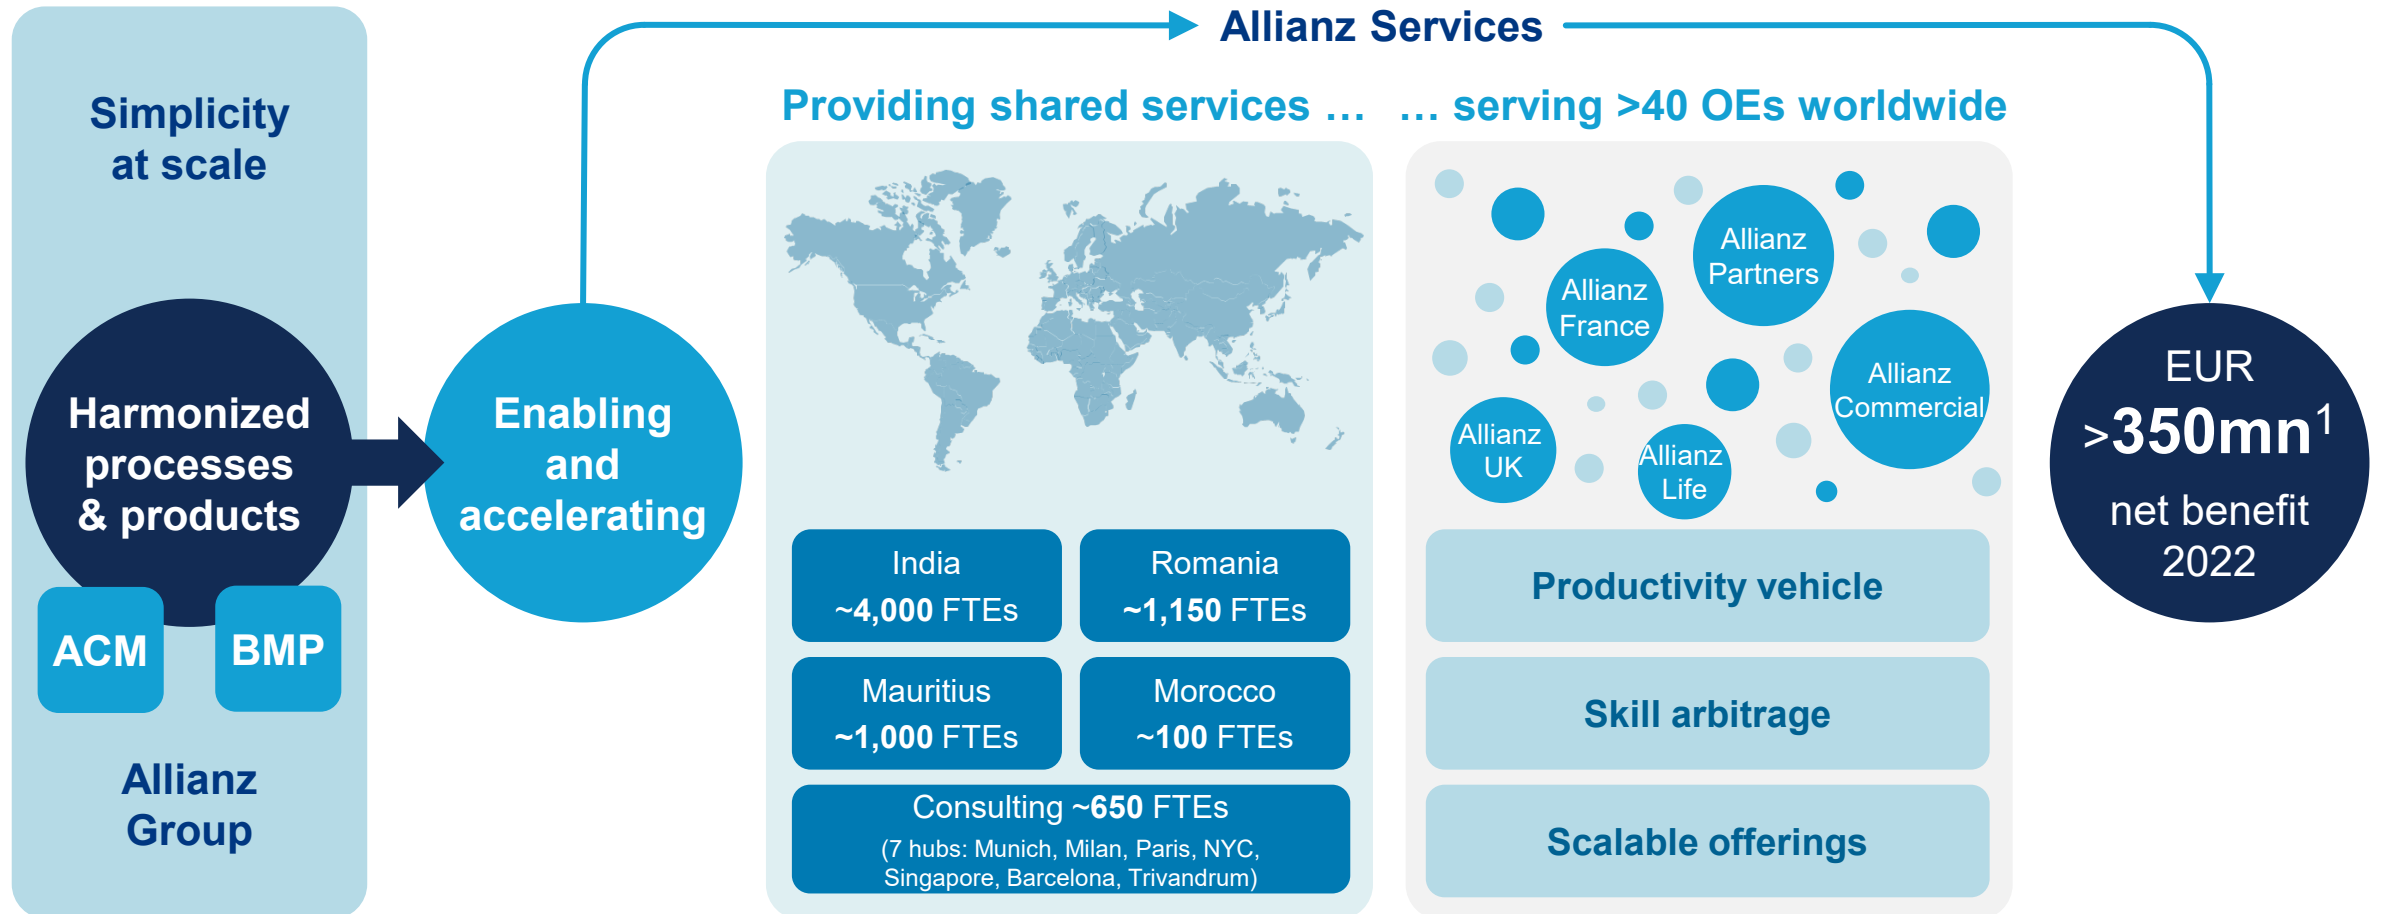 Allianz Services
Simplicity
at scale
Harmonized
processes
& products
ACM
BMP
Allianz
Group
Enabling
and
accelerating
Providing shared services …
India
~4,000 FTEs
Romania
~1,150 FTEs
Mauritius
~1,000 FTEs
Morocco
~100 FTEs
Consulting ~650 FTEs
(7 hubs: Munich, Milan, Paris, NYC,
Singapore, Barcelona, Trivandrum)
… serving >40 OEs worldwide
Allianz
Partners
Allianz
France
Allianz
Commercial
Allianz
UK
Allianz
Life
Productivity vehicle
Skill arbitrage
Scalable offerings
EUR
>350mn1
net benefit
2022